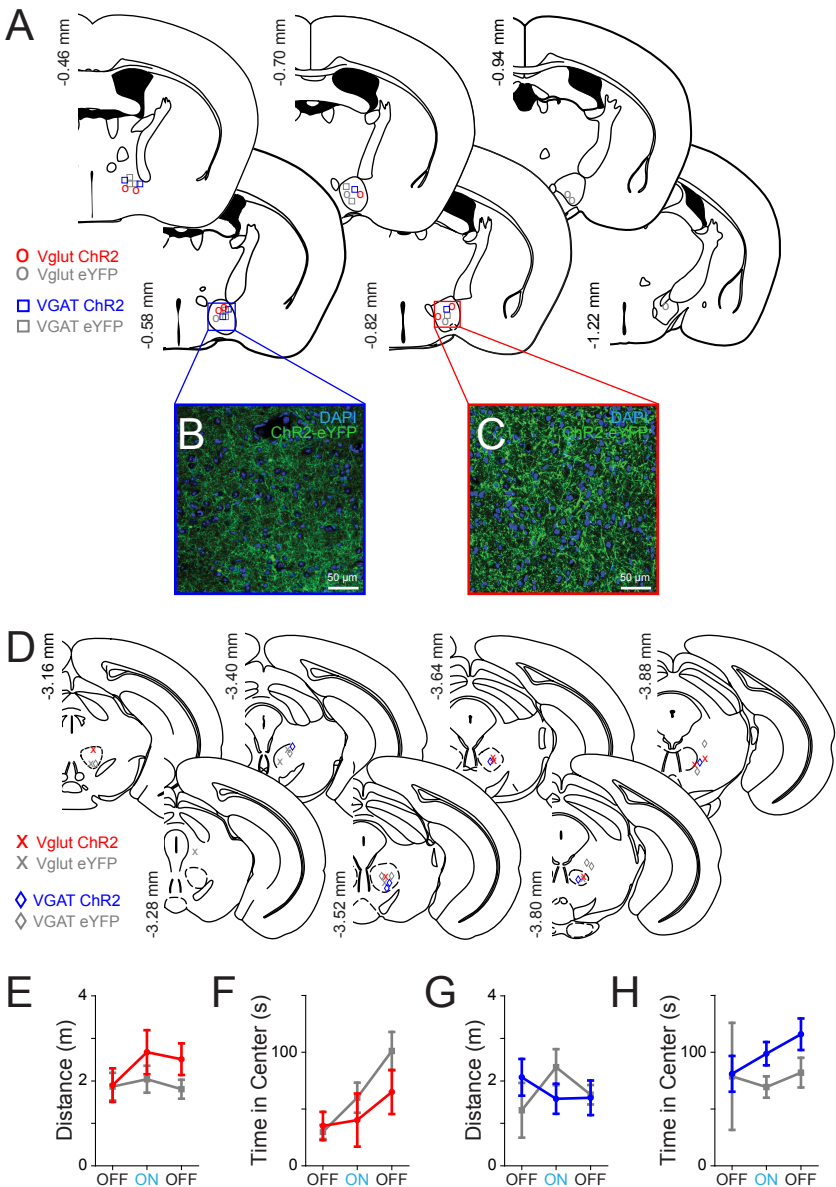 A
-0.46 mm
-0.70 mm
-0.94 mm
O Vglut ChR2
O Vglut eYFP
VGAT ChR2
VGAT eYFP
-0.58 mm
-0.82 mm
-1.22 mm
B
DAPI
ChR2-eYFP
50 µm
C
DAPI
ChR2-eYFP
50 µm
D
-3.16 mm
-3.40 mm
-3.64 mm
-3.88 mm
X Vglut ChR2
X Vglut eYFP
VGAT ChR2
VGAT eYFP
-3.28 mm
-3.52 mm
-3.80 mm
E
Distance (m)
4
2
0
OFF ON OFF
F
Time in Center (s)
100
0
OFF ON OFF
G
Distance (m)
4
2
0
OFF ON OFF
H
Time in Center (s)
100
0
OFF ON OFF